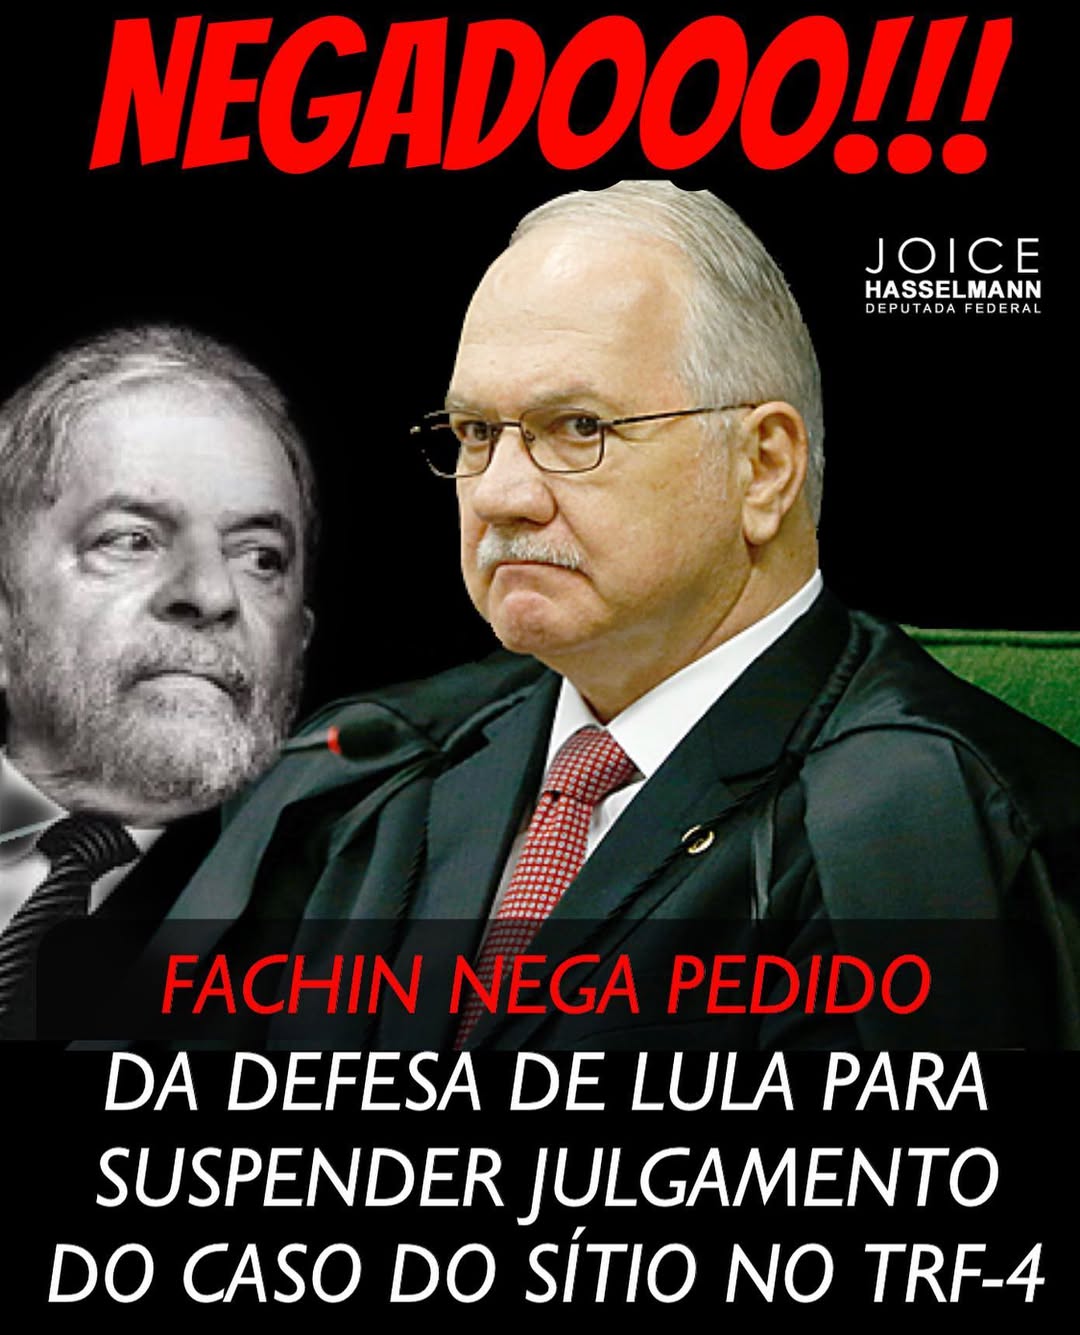 NEGADOOO!!!
JOICE
HASSELMANN
DEPUTADA FEDERAL
FACHIN NEGA PEDIDO
DA DEFESA DE LULA PARA
SUSPENDER JULGAMENTO
DO CASO DO SÍTIO NO TRF-4